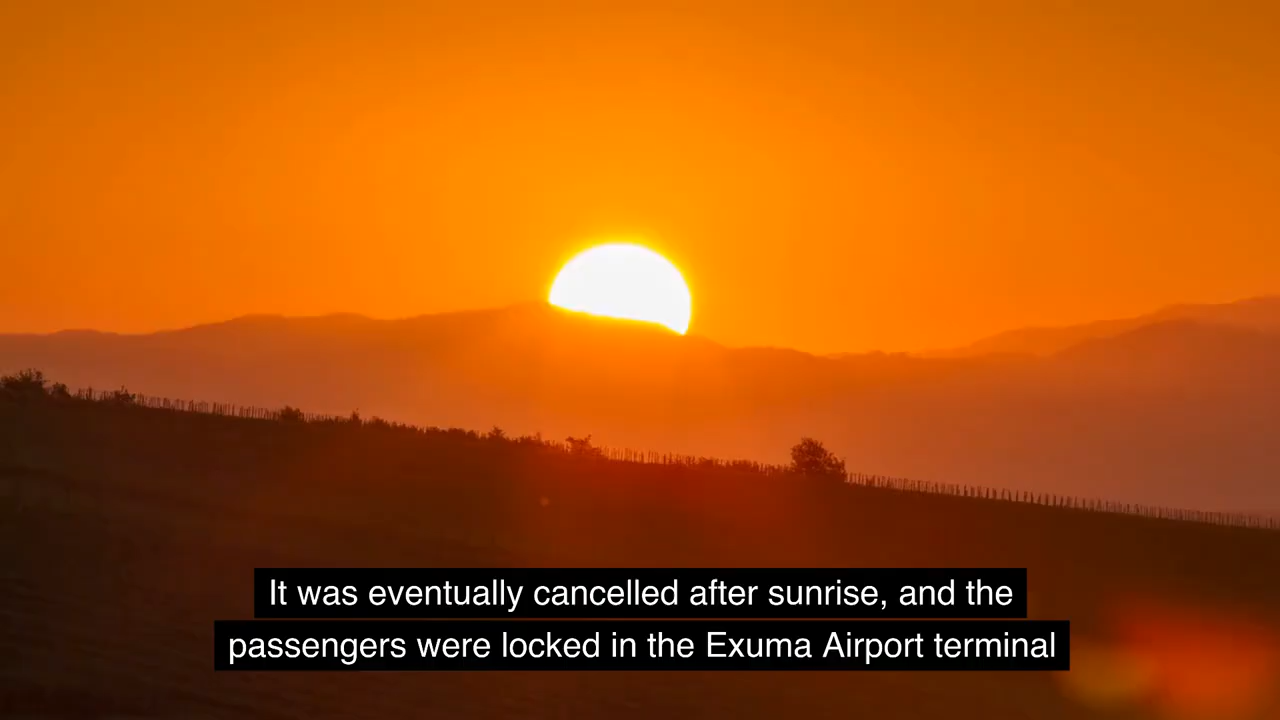 It was eventually cancelled after sunrise, and the
passengers were locked in the Exuma Airport terminal